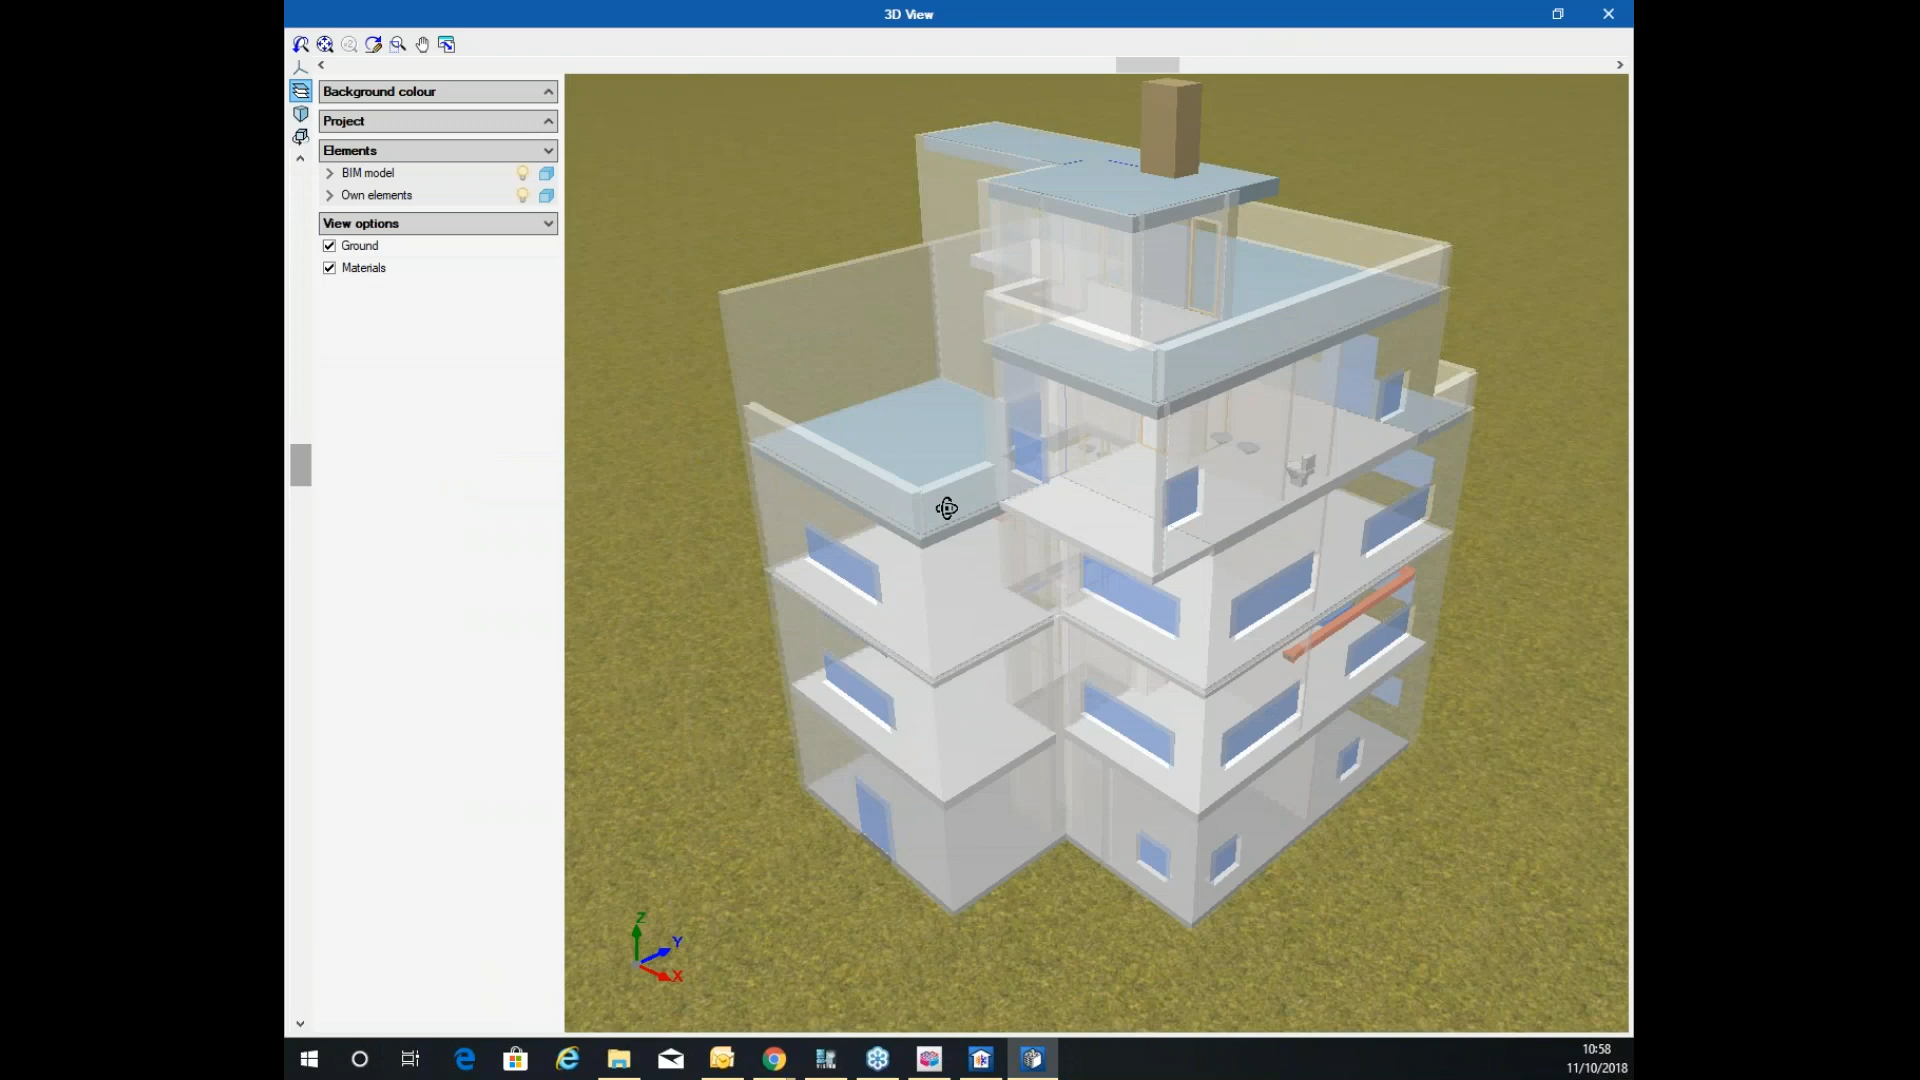 3D View
Background colour
Project
Elements
BIM model
Own elements
View options
Ground
Materials
Z
Y
X
10:58
11/10/2018